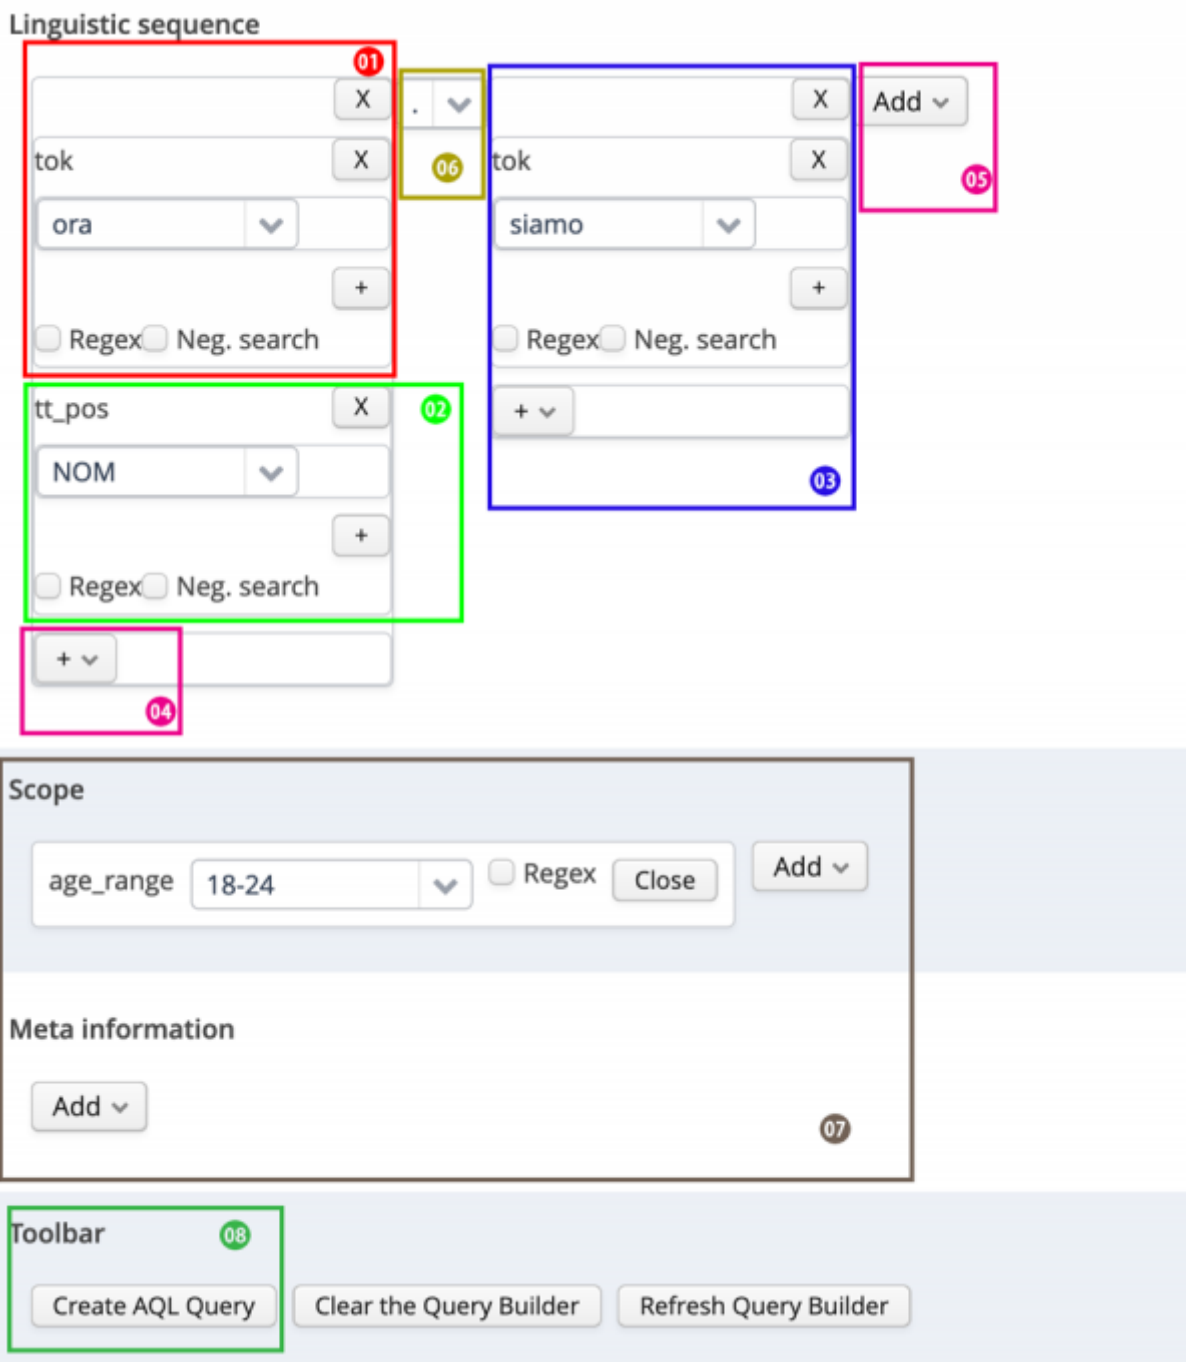 Linguistic sequence
01
X
. 
X
Add
tok
X
06
tok
X
05
ora
siamo
+
+
Regex Neg. search
Regex Neg. search
tt_pos
X
02
+
NOM
03
+
Regex Neg. search
+
04
Scope
age_range
18-24
Regex
Close
Add
Meta information
Add
07
Toolbar
08
Create AQL Query
Clear the Query Builder
Refresh Query Builder